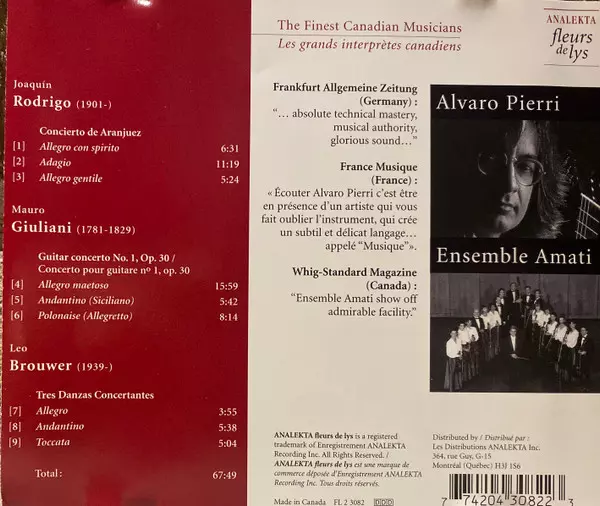 Joaquín
Rodrigo (1901-)
Concierto de Aranjuez
[1] Allegro con spirito 6:31
[2] Adagio 11:19
[3] Allegro gentile 5:24
Mauro
Giuliani (1781-1829)
Guitar concerto No. 1, Op. 30 /
Concerto pour guitare nº 1, op. 30
[4] Allegro maetoso 15:59
[5] Andantino (Siciliano) 5:42
[6] Polonaise (Allegretto) 8:14
Leo
Brouwer (1939-)
Tres Danzas Concertantes
[7] Allegro 3:55
[8] Andantino 5:38
[9] Toccata 5:04
Total : 67:49
The Finest Canadian Musicians
Les grands interprètes canadiens
Frankfurt Allgemeine Zeitung
(Germany) :
“… absolute technical mastery,
musical authority,
glorious sound…”
France Musique
(France) :
« Écouter Alvaro Pierri c’est être
en présence d’un artiste qui vous
fait oublier l’instrument, qui crée
un subtil et délicat langage…
appelé “Musique”».
Whig-Standard Magazine
(Canada) :
“Ensemble Amati show off
admirable facility.”
ANALEKTA
fleurs
de lys
Alvaro Pierri
Ensemble Amati
ANALEKTA fleurs de lys is a registered
trademark of Enregistrement ANALEKTA
Recording Inc. All Rights Reserved. /
ANALEKTA fleurs de lys est une marque de
commerce déposée d’Enregistrement ANALEKTA
Recording Inc. Tous droits réservés.
Made in Canada FL 2 3082 DDD
Distributed by / Distribué par :
Les Distributions ANALEKTA Inc.
364, rue Guy, G-15
Montréal (Québec) H3J 1S6
7 74204 30822 3